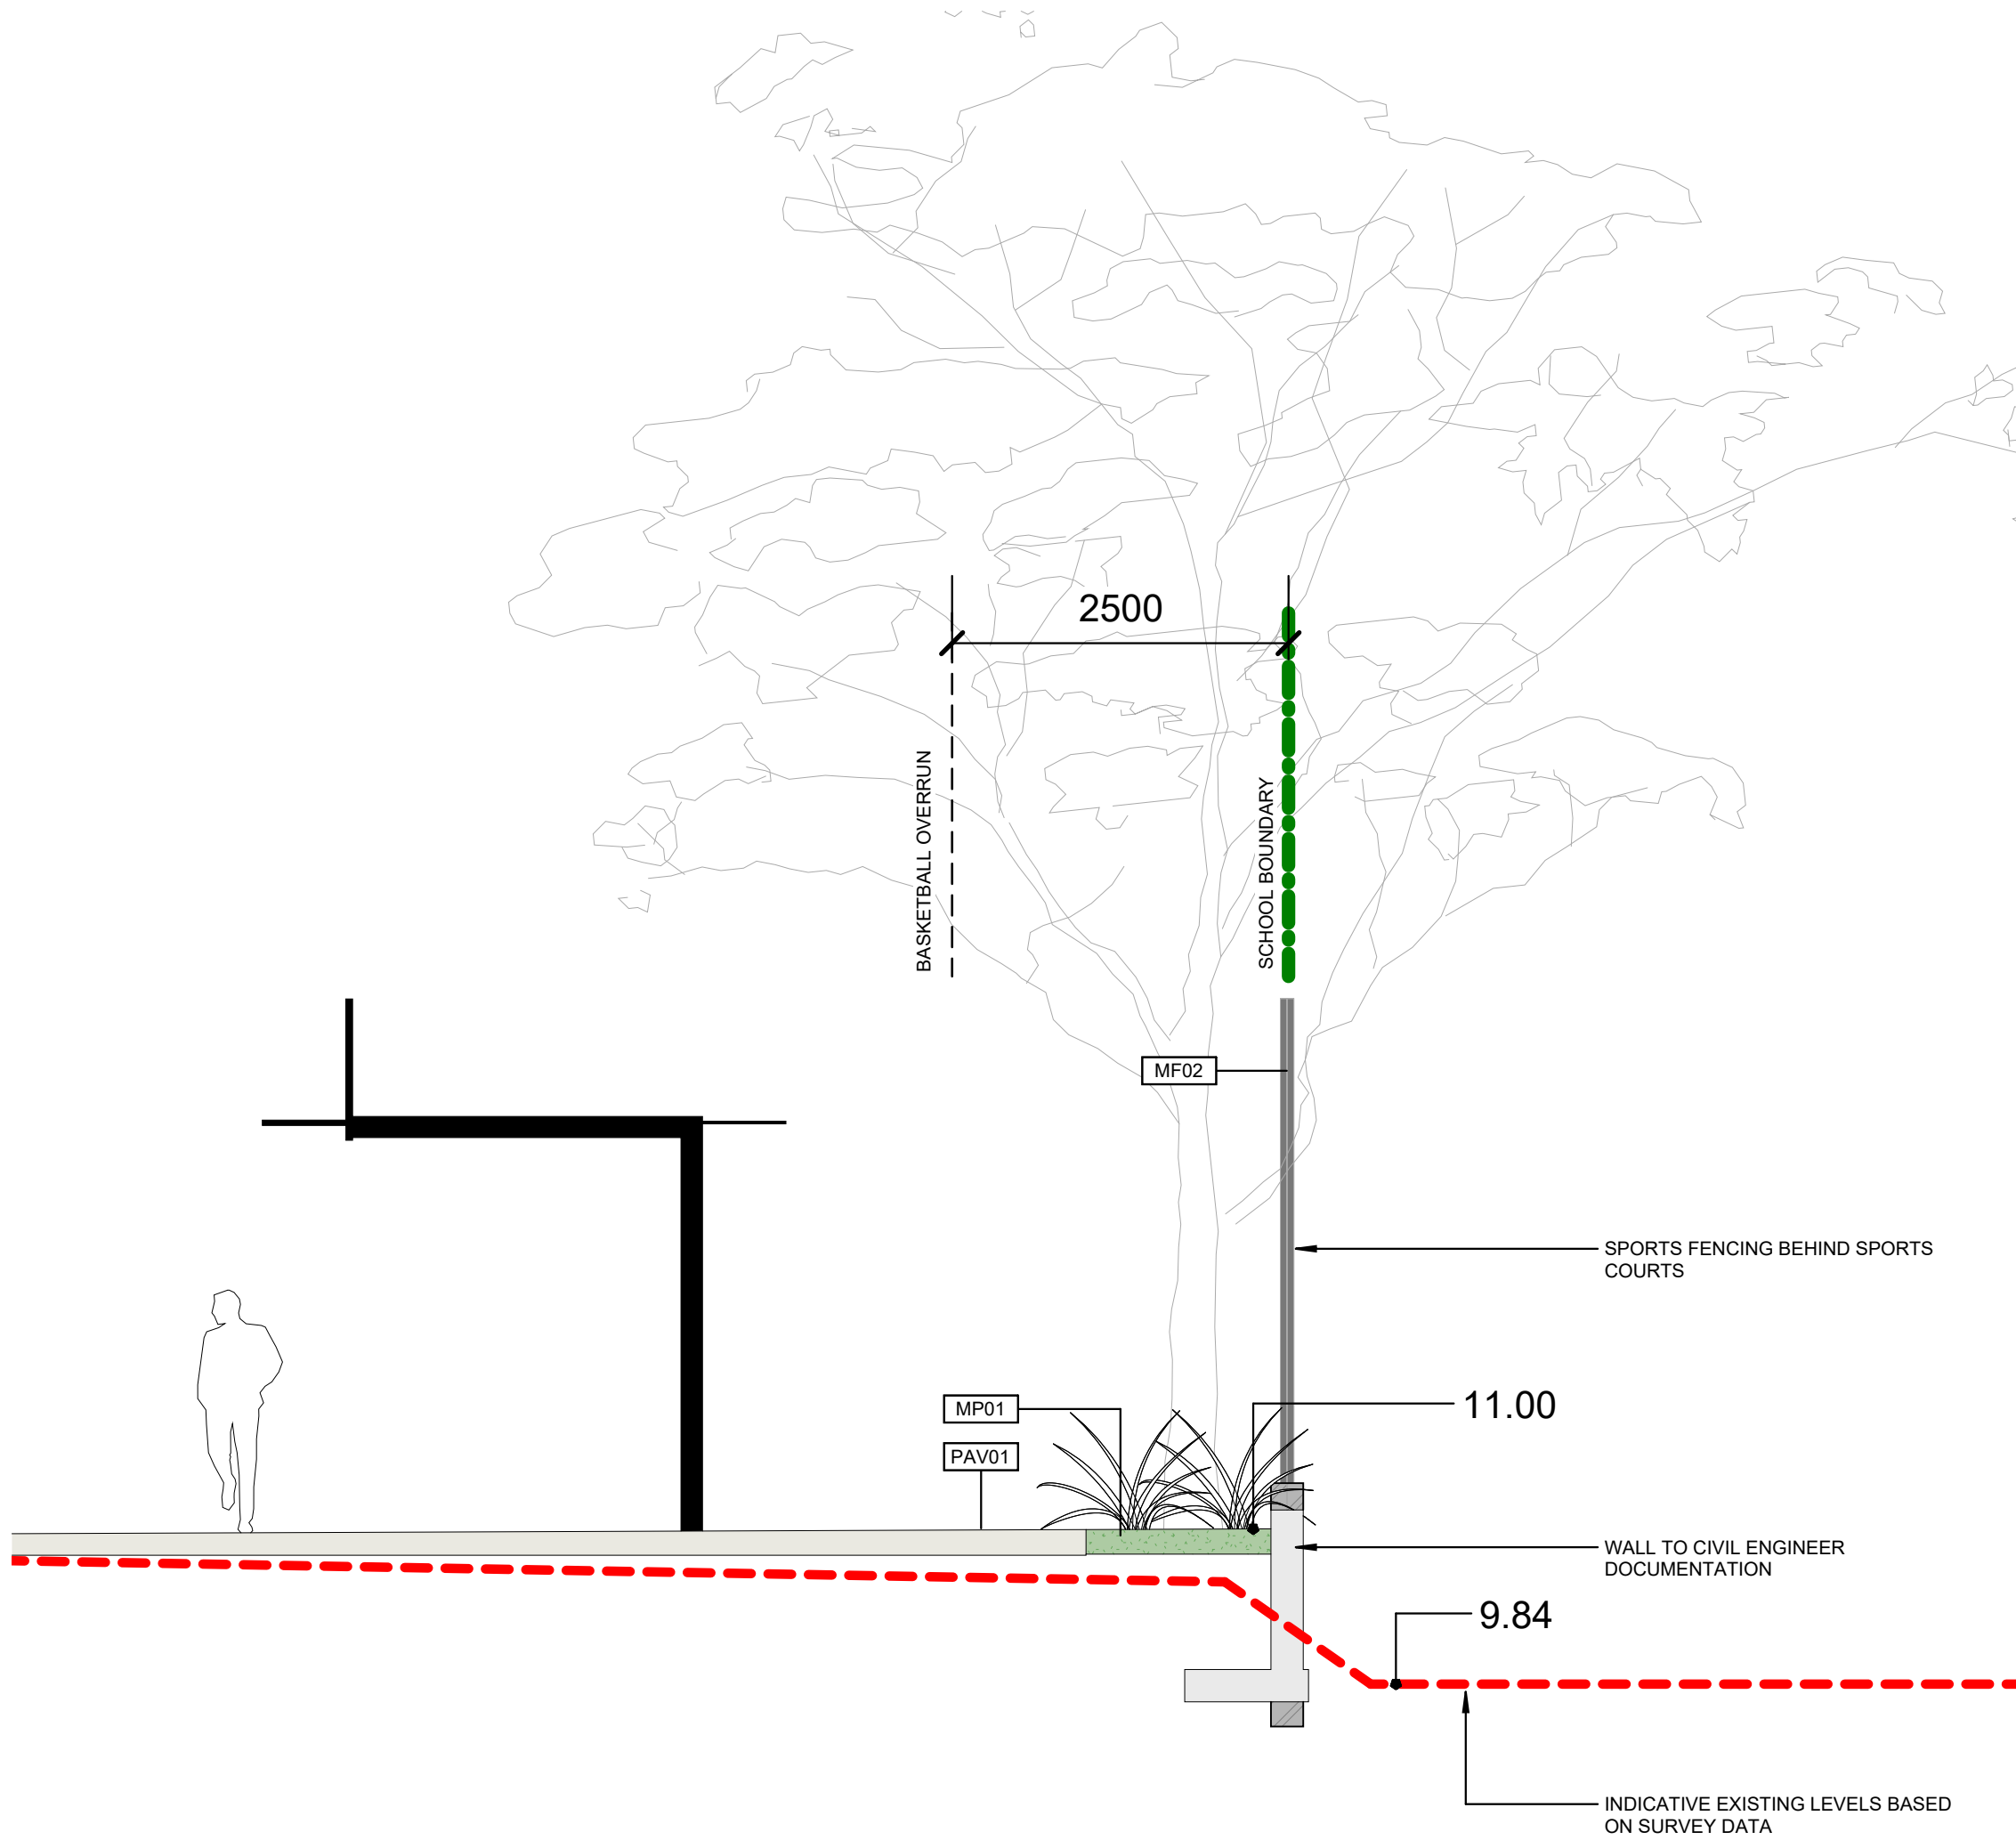 2500
BASKETBALL OVERRUN
SCHOOL BOUNDARY
MF02
SPORTS FENCING BEHIND SPORTS
COURTS
MP01
11.00
PAV01
WALL TO CIVIL ENGINEER
DOCUMENTATION
9.84
INDICATIVE EXISTING LEVELS BASED
ON SURVEY DATA